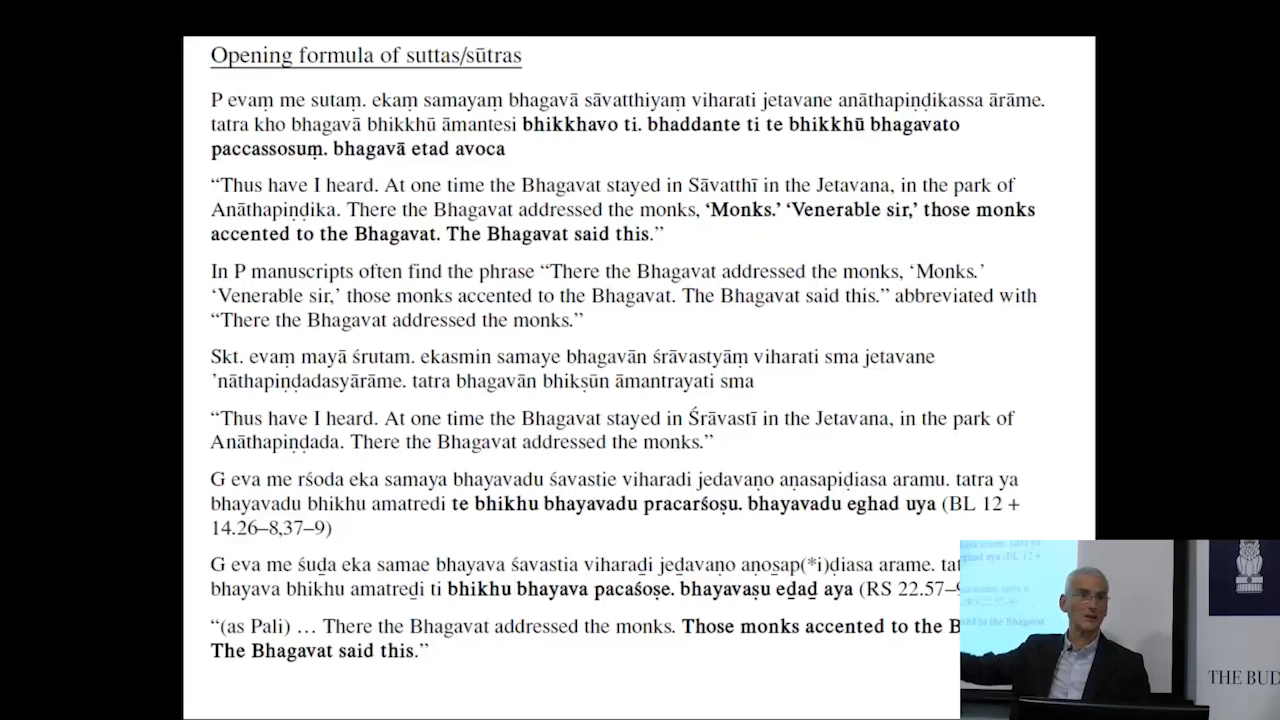 Opening formula of suttas/sūtras
P evaṃ me sutaṃ. ekaṃ samayaṃ bhagavā sāvatthiyaṃ viharati jetavane anāthapiṇḍikassa ārāme.
tatra kho bhagavā bhikkhū āmantesi bhikkhavo ti. bhaddante ti te bhikkhū bhagavato
paccassosuṃ. bhagavā etad avoca
“Thus have I heard. At one time the Bhagavat stayed in Sāvatthī in the Jetavana, in the park of
Anāthapiṇḍika. There the Bhagavat addressed the monks, ‘Monks.’ ‘Venerable sir,’ those monks
accented to the Bhagavat. The Bhagavat said this.”
In P manuscripts often find the phrase “There the Bhagavat addressed the monks, ‘Monks.’
‘Venerable sir,’ those monks accented to the Bhagavat. The Bhagavat said this.” abbreviated with
“There the Bhagavat addressed the monks.”
Skt. evaṃ mayā śrutam. ekasmin samaye bhagavān śrāvastyāṃ viharati sma jetavane
’nāthapiṇḍadasyārāme. tatra bhagavān bhikṣūn āmantrayati sma
“Thus have I heard. At one time the Bhagavat stayed in Śrāvastī in the Jetavana, in the park of
Anāthapiṇḍada. There the Bhagavat addressed the monks.”
G eva me rśoda eka samaya bhayavadu śavastie viharadi jedavaṇo aṇasapiḍiasa aramu. tatra ya
bhayavadu bhikhu amatredi te bhikhu bhayavadu pracarśoṣu. bhayavadu eghad uya (BL 12 +
14.26–8,37–9)
G eva me śuḏa eka samae bhayava śavastia viharaḏi jeḏavaṇo aṇos̱ap(*i)ḍiasa arame. tat
bhayava bhikhu amatreḏi ti bhikhu bhayava pacaśoṣe. bhayavaṣu eḏaḏ aya (RS 22.57–9
“(as Pali) … There the Bhagavat addressed the monks. Those monks accented to the B
The Bhagavat said this.”
THE BUD